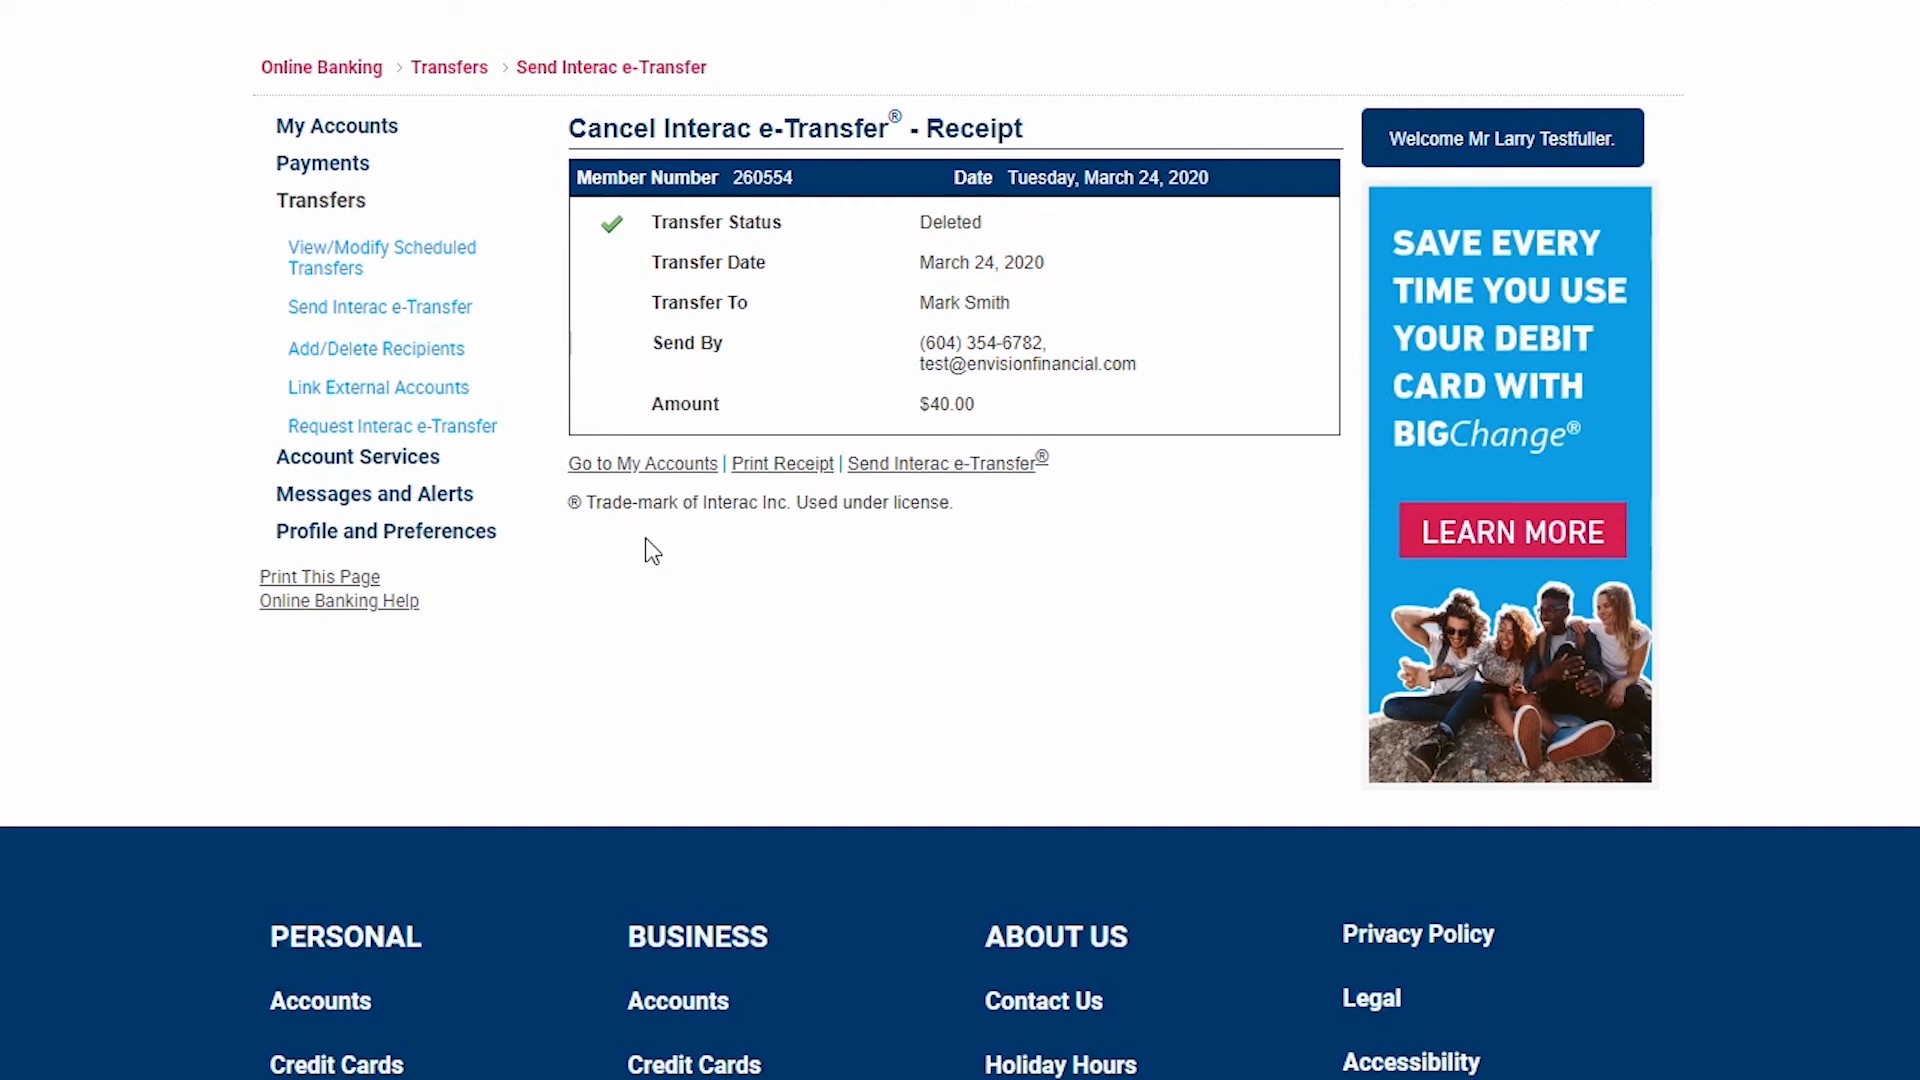 Online Banking > Transfers > Send Interac e-Transfer
My Accounts
Payments
Transfers
View/Modify Scheduled
Transfers
Send Interac e-Transfer
Add/Delete Recipients
Link External Accounts
Request Interac e-Transfer
Account Services
Messages and Alerts
Profile and Preferences
Print This Page
Online Banking Help
Cancel Interac e-Transfer® - Receipt
Member Number 260554 Date Tuesday, March 24, 2020
Transfer Status Deleted
Transfer Date March 24, 2020
Transfer To Mark Smith
Send By (604) 354-6782,
test@envisionfinancial.com
Amount $40.00
Go to My Accounts | Print Receipt | Send Interac e-Transfer®
® Trade-mark of Interac Inc. Used under license.
Welcome Mr Larry Testfuller.
SAVE EVERY
TIME YOU USE
YOUR DEBIT
CARD WITH
BIGChange®
LEARN MORE
PERSONAL
Accounts
Credit Cards
BUSINESS
Accounts
Credit Cards
ABOUT US
Contact Us
Holiday Hours
Privacy Policy
Legal
Accessibility